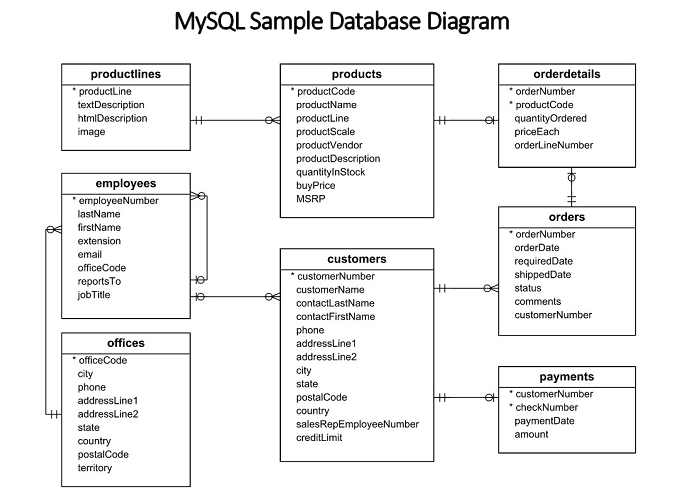 MySQL Sample Database Diagram
productlines
* productLine
textDescription
htmlDescription
image
products
* productCode
productName
productLine
productScale
productVendor
productDescription
quantityInStock
buyPrice
MSRP
orderdetails
* orderNumber
* productCode
quantityOrdered
priceEach
orderLineNumber
employees
* employeeNumber
lastName
firstName
extension
email
officeCode
reportsTo
jobTitle
customers
* customerNumber
customerName
contactLastName
contactFirstName
phone
addressLine1
addressLine2
city
state
postalCode
country
salesRepEmployeeNumber
creditLimit
orders
* orderNumber
orderDate
requiredDate
shippedDate
status
comments
customerNumber
offices
* officeCode
city
phone
addressLine1
addressLine2
state
country
postalCode
territory
payments
* customerNumber
* checkNumber
paymentDate
amount